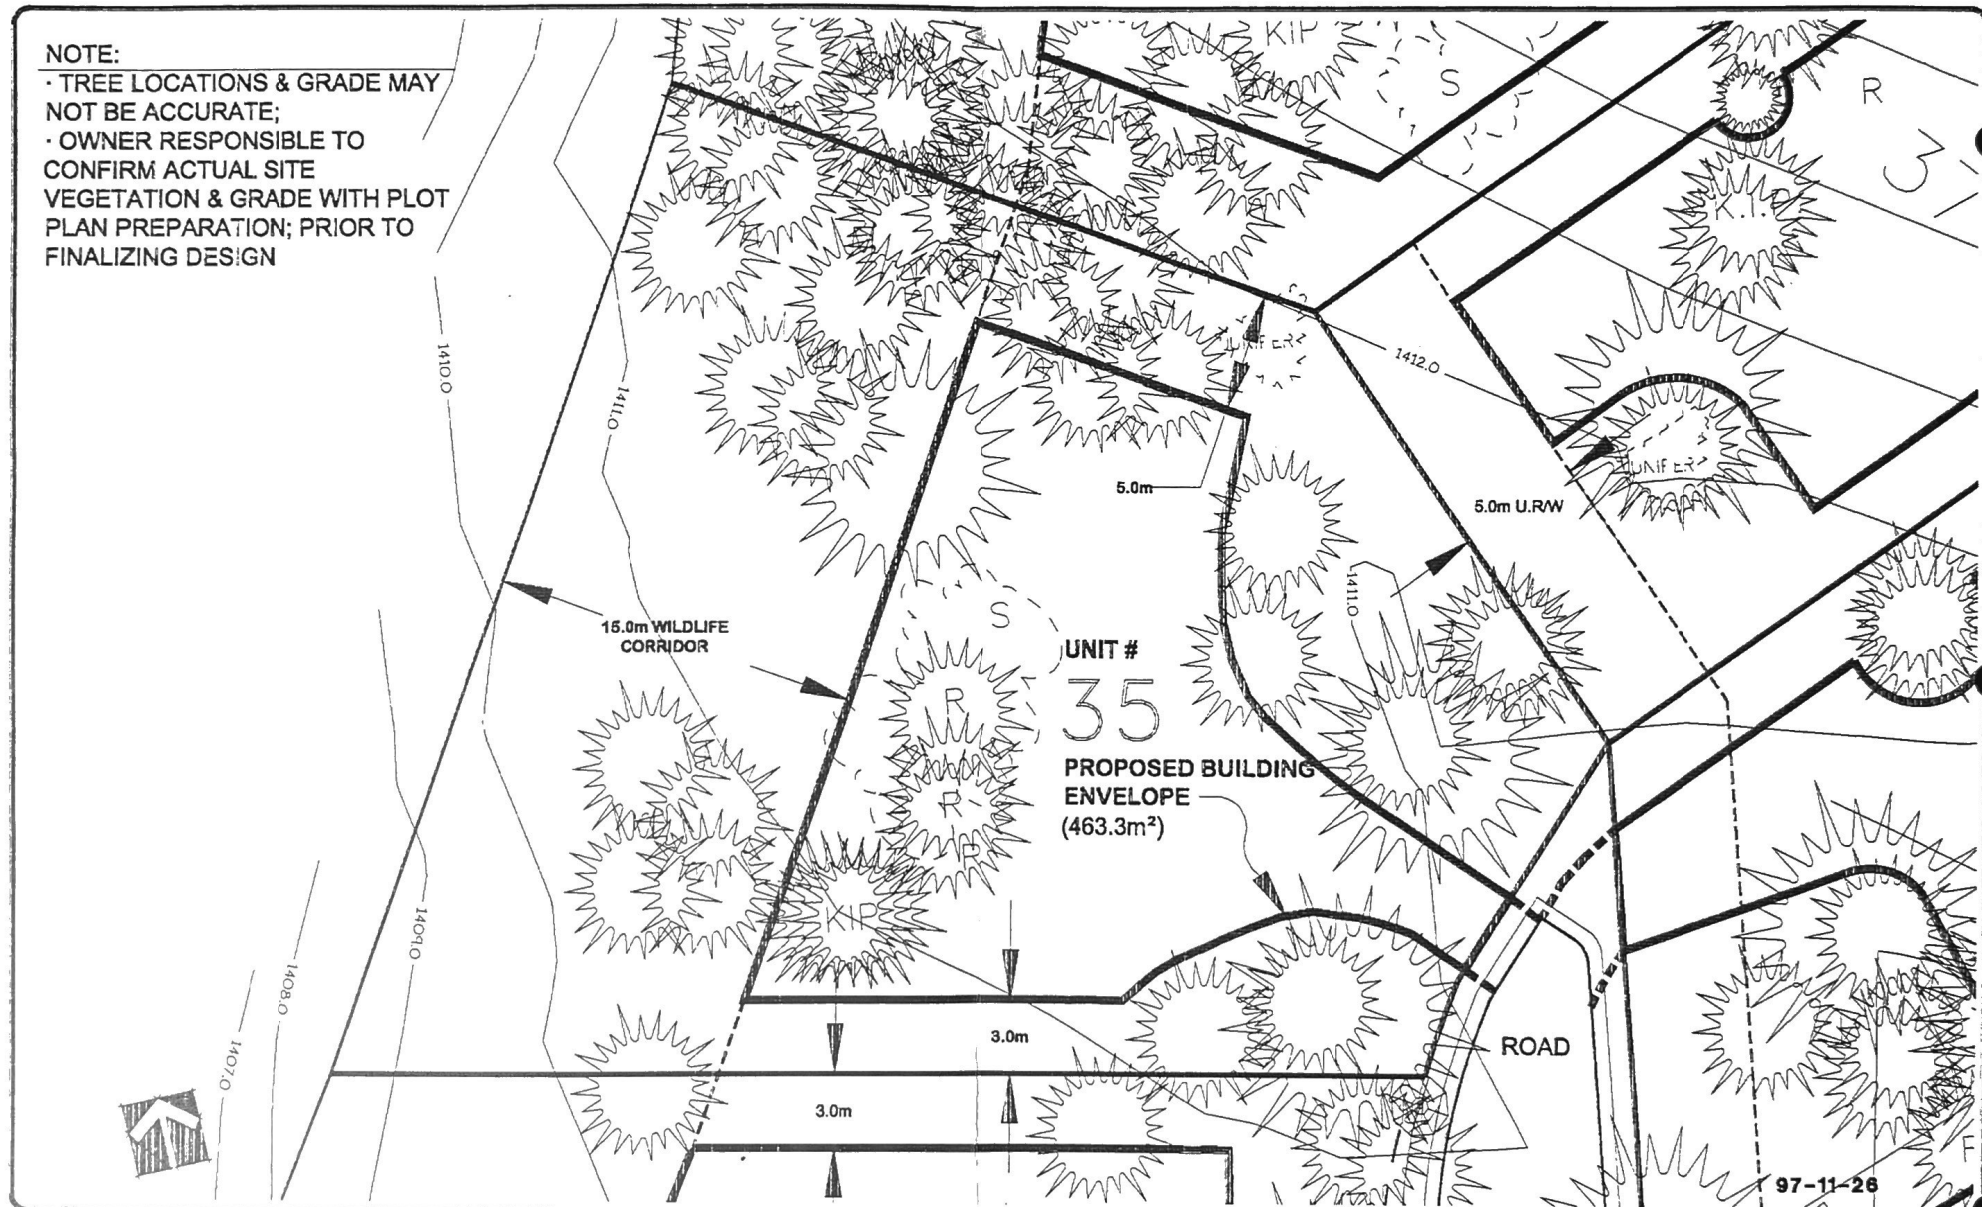 NOTE:
· TREE LOCATIONS & GRADE MAY
NOT BE ACCURATE;
· OWNER RESPONSIBLE TO
CONFIRM ACTUAL SITE
VEGETATION & GRADE WITH PLOT
PLAN PREPARATION; PRIOR TO
FINALIZING DESIGN
KIP
S
R
3
K.I.P
1410.0
1411.0
1412.0
5.0m
5.0m U.R/W
1411.0
15.0m WILDLIFE
CORRIDOR
S
UNIT #
35
R
PROPOSED BUILDING
ENVELOPE
(463.3m²)
R
R
KIP
1409.0
1408.0
1407.0
3.0m
ROAD
3.0m
97-11-26